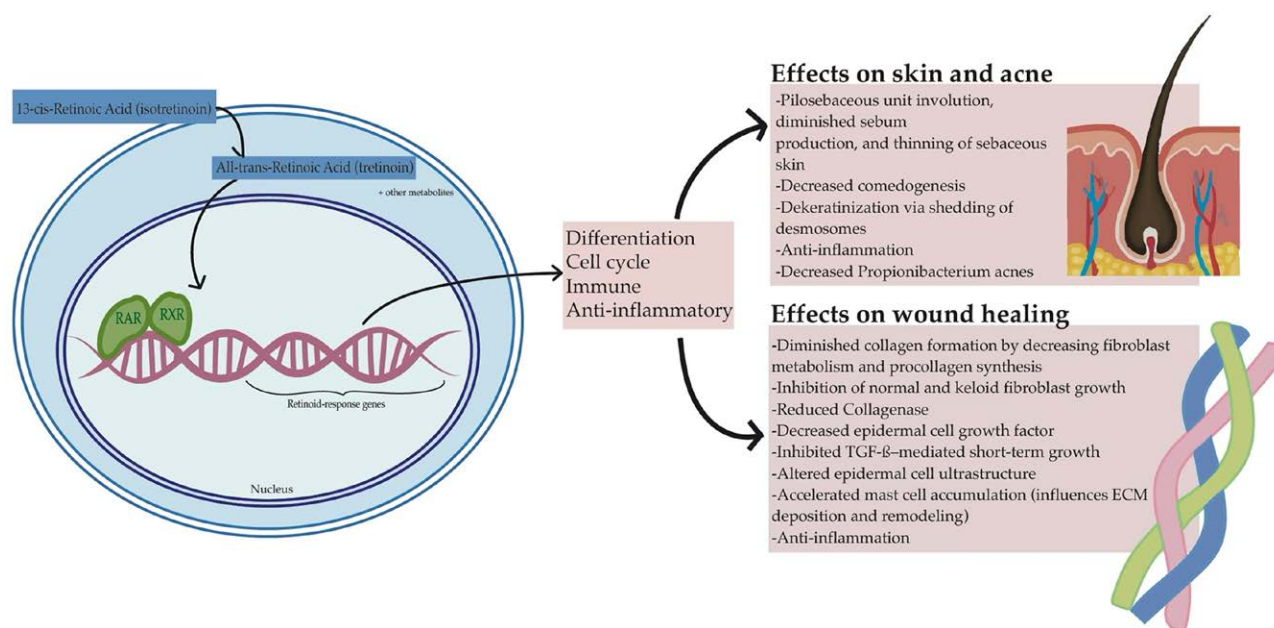 13-cis-Retinoic Acid (isotretinoin)
All-trans-Retinoic Acid (tretinoin)
+ other metabolites
RAR
RXR
Retinoid-response genes
Nucleus
Differentiation
Cell cycle
Immune
Anti-inflammatory
Effects on skin and acne
-Pilosebaceous unit involution,
diminished sebum
production, and thinning of sebaceous
skin
-Decreased comedogenesis
-Dekeratinization via shedding of
desmosomes
-Anti-inflammation
-Decreased Propionibacterium acnes
Effects on wound healing
-Diminished collagen formation by decreasing fibroblast
metabolism and procollagen synthesis
-Inhibition of normal and keloid fibroblast growth
-Reduced Collagenase
-Decreased epidermal cell growth factor
-Inhibited TGF-ß–mediated short-term growth
-Altered epidermal cell ultrastructure
-Accelerated mast cell accumulation (influences ECM
deposition and remodeling)
-Anti-inflammation